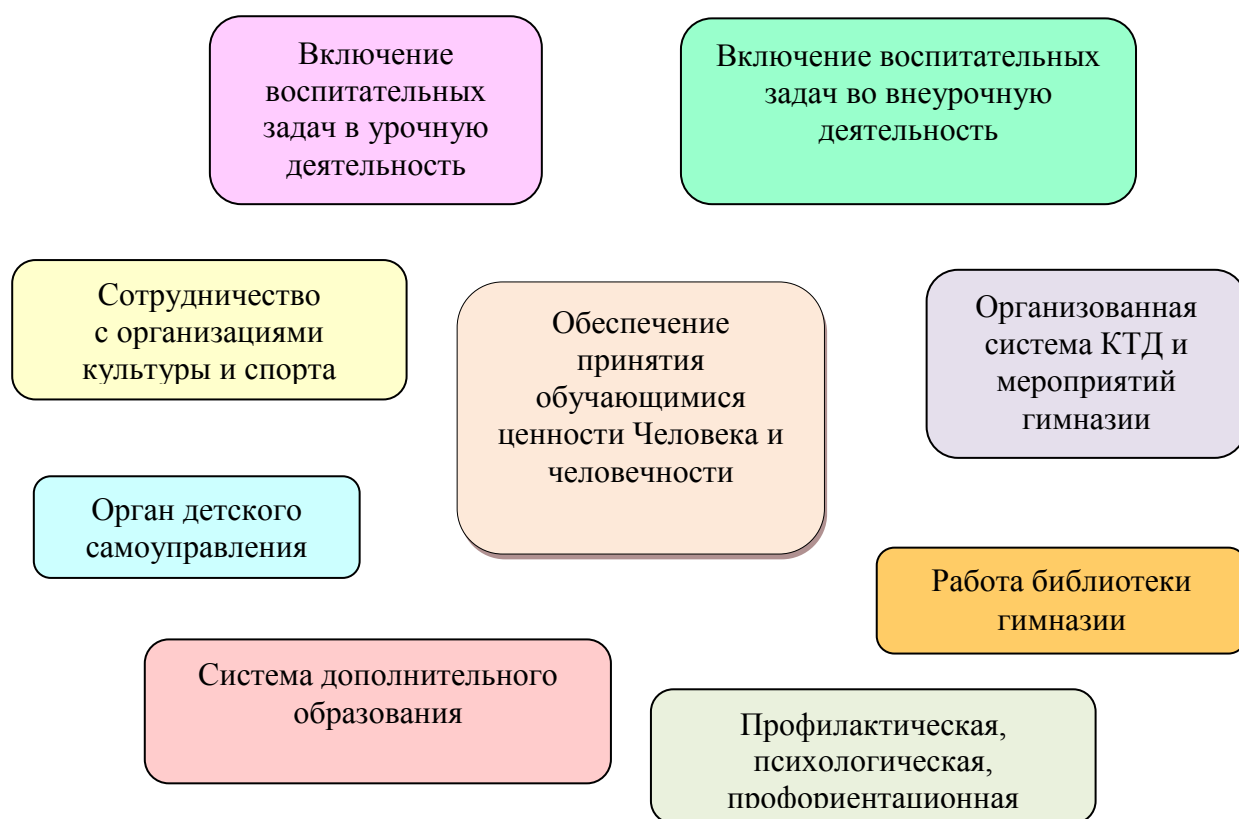 Включение
воспитательных
задач в урочную
деятельность
Включение воспитательных
задач во внеурочную
деятельность
Сотрудничество
с организациями
культуры и спорта
Обеспечение
принятия
обучающимися
ценности Человека и
человечности
Организованная
система КТД и
мероприятий
гимназии
Орган детского
самоуправления
Работа библиотеки
гимназии
Система дополнительного
образования
Профилактическая,
психологическая,
профориентационная